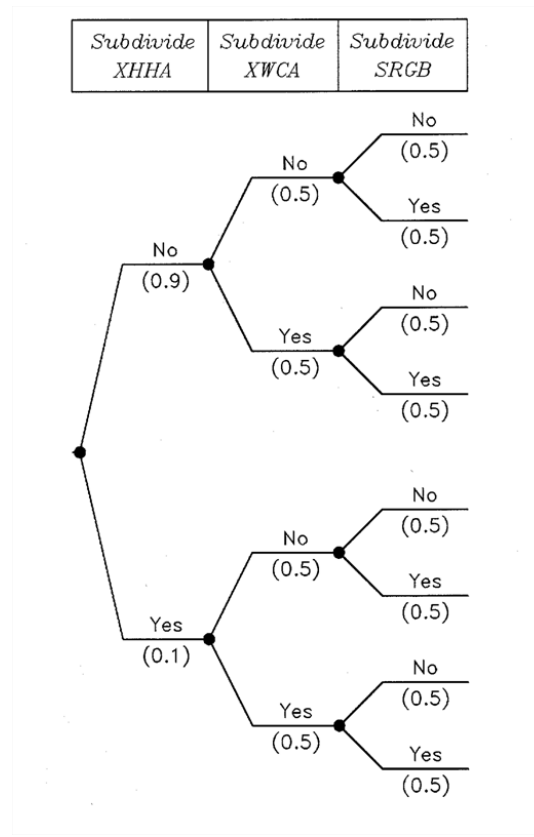 Subdivide XHHA
Subdivide XWCA
Subdivide SRGB
No
(0.5)
No
(0.5)
Yes
(0.5)
No
(0.9)
No
(0.5)
Yes
(0.5)
Yes
(0.5)
No
(0.5)
No
(0.5)
Yes
(0.5)
Yes
(0.1)
No
(0.5)
Yes
(0.5)
Yes
(0.5)